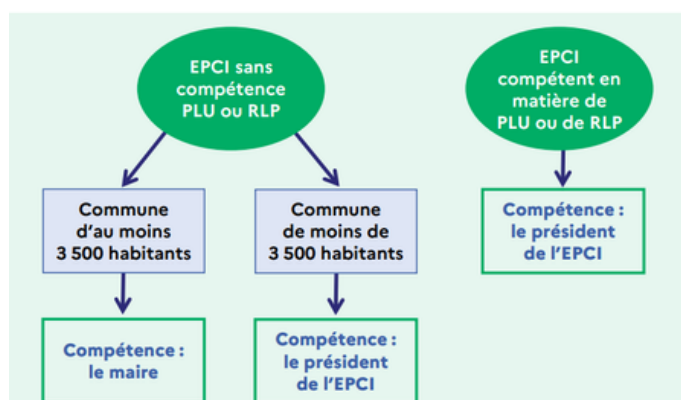 EPCI sans
compétence
PLU ou RLP
EPCI
compétent en
matière de
PLU ou de RLP
Commune
d'au moins
3 500 habitants
Commune
de moins de
3 500 habitants
Compétence :
le président
de l'EPCI
Compétence :
le maire
Compétence :
le président
de l'EPCI